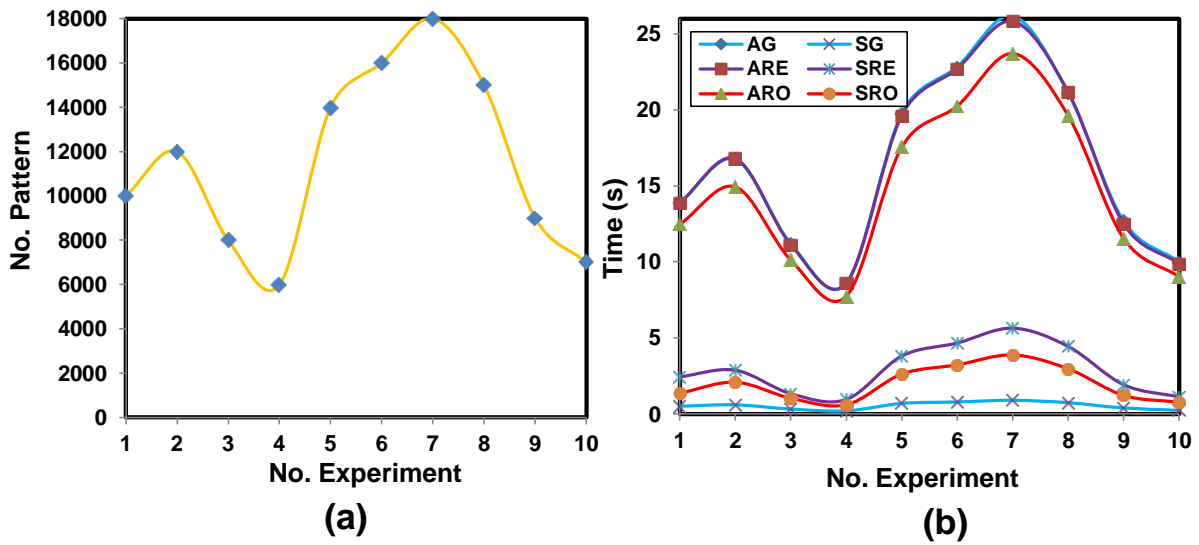 18000
16000
14000
12000
10000
8000
6000
4000
2000
0
No. Pattern
1 2 3 4 5 6 7 8 9 10
No. Experiment
(a)
25
20
15
10
5
0
Time (s)
AG SG
ARE SRE
ARO SRO
1 2 3 4 5 6 7 8 9 10
No. Experiment
(b)